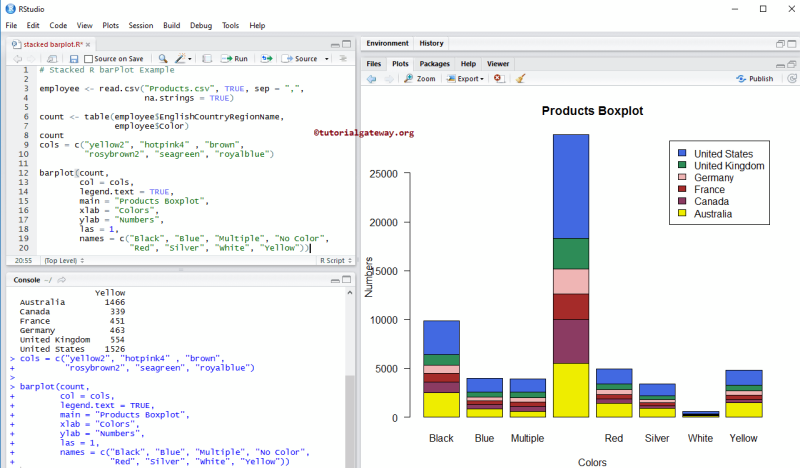 RStudio
File Edit Code View Plots Session Build Debug Tools Help
stacked barplot.R*
Source on Save Run Source
1 # Stacked R barPlot Example
2
3 employee <- read.csv("Products.csv", TRUE, sep = ",",
4 na.strings = TRUE)
5
6 count <- table(employee$EnglishCountryRegionName,
7 employee$Color)
8 count
9 cols = c("yellow2", "hotpink4" , "brown",
10 "rosybrown2", "seagreen", "royalblue")
11
12 barplot(count,
13 col = cols,
14 legend.text = TRUE,
15 main = "Products Boxplot",
16 xlab = "Colors",
17 ylab = "Numbers",
18 las = 1,
19 names = c("Black", "Blue", "Multiple", "No Color",
20 "Red", "Silver", "White", "Yellow"))
20:55 (Top Level) R Script
Console ~/
Yellow
Australia 1466
Canada 339
France 451
Germany 463
United Kingdom 554
United States 1526
> cols = c("yellow2", "hotpink4" , "brown",
+ "rosybrown2", "seagreen", "royalblue")
>
> barplot(count,
+ col = cols,
+ legend.text = TRUE,
+ main = "Products Boxplot",
+ xlab = "Colors",
+ ylab = "Numbers",
+ las = 1,
+ names = c("Black", "Blue", "Multiple", "No Color",
+ "Red", "Silver", "White", "Yellow"))
Environment History
Files Plots Packages Help Viewer
Zoom Export Publish
Products Boxplot
©tutorialgateway.org
United States
United Kingdom
Germany
France
Canada
Australia
25000
20000
15000
10000
5000
0
Numbers
Black Blue Multiple Red Silver White Yellow
Colors